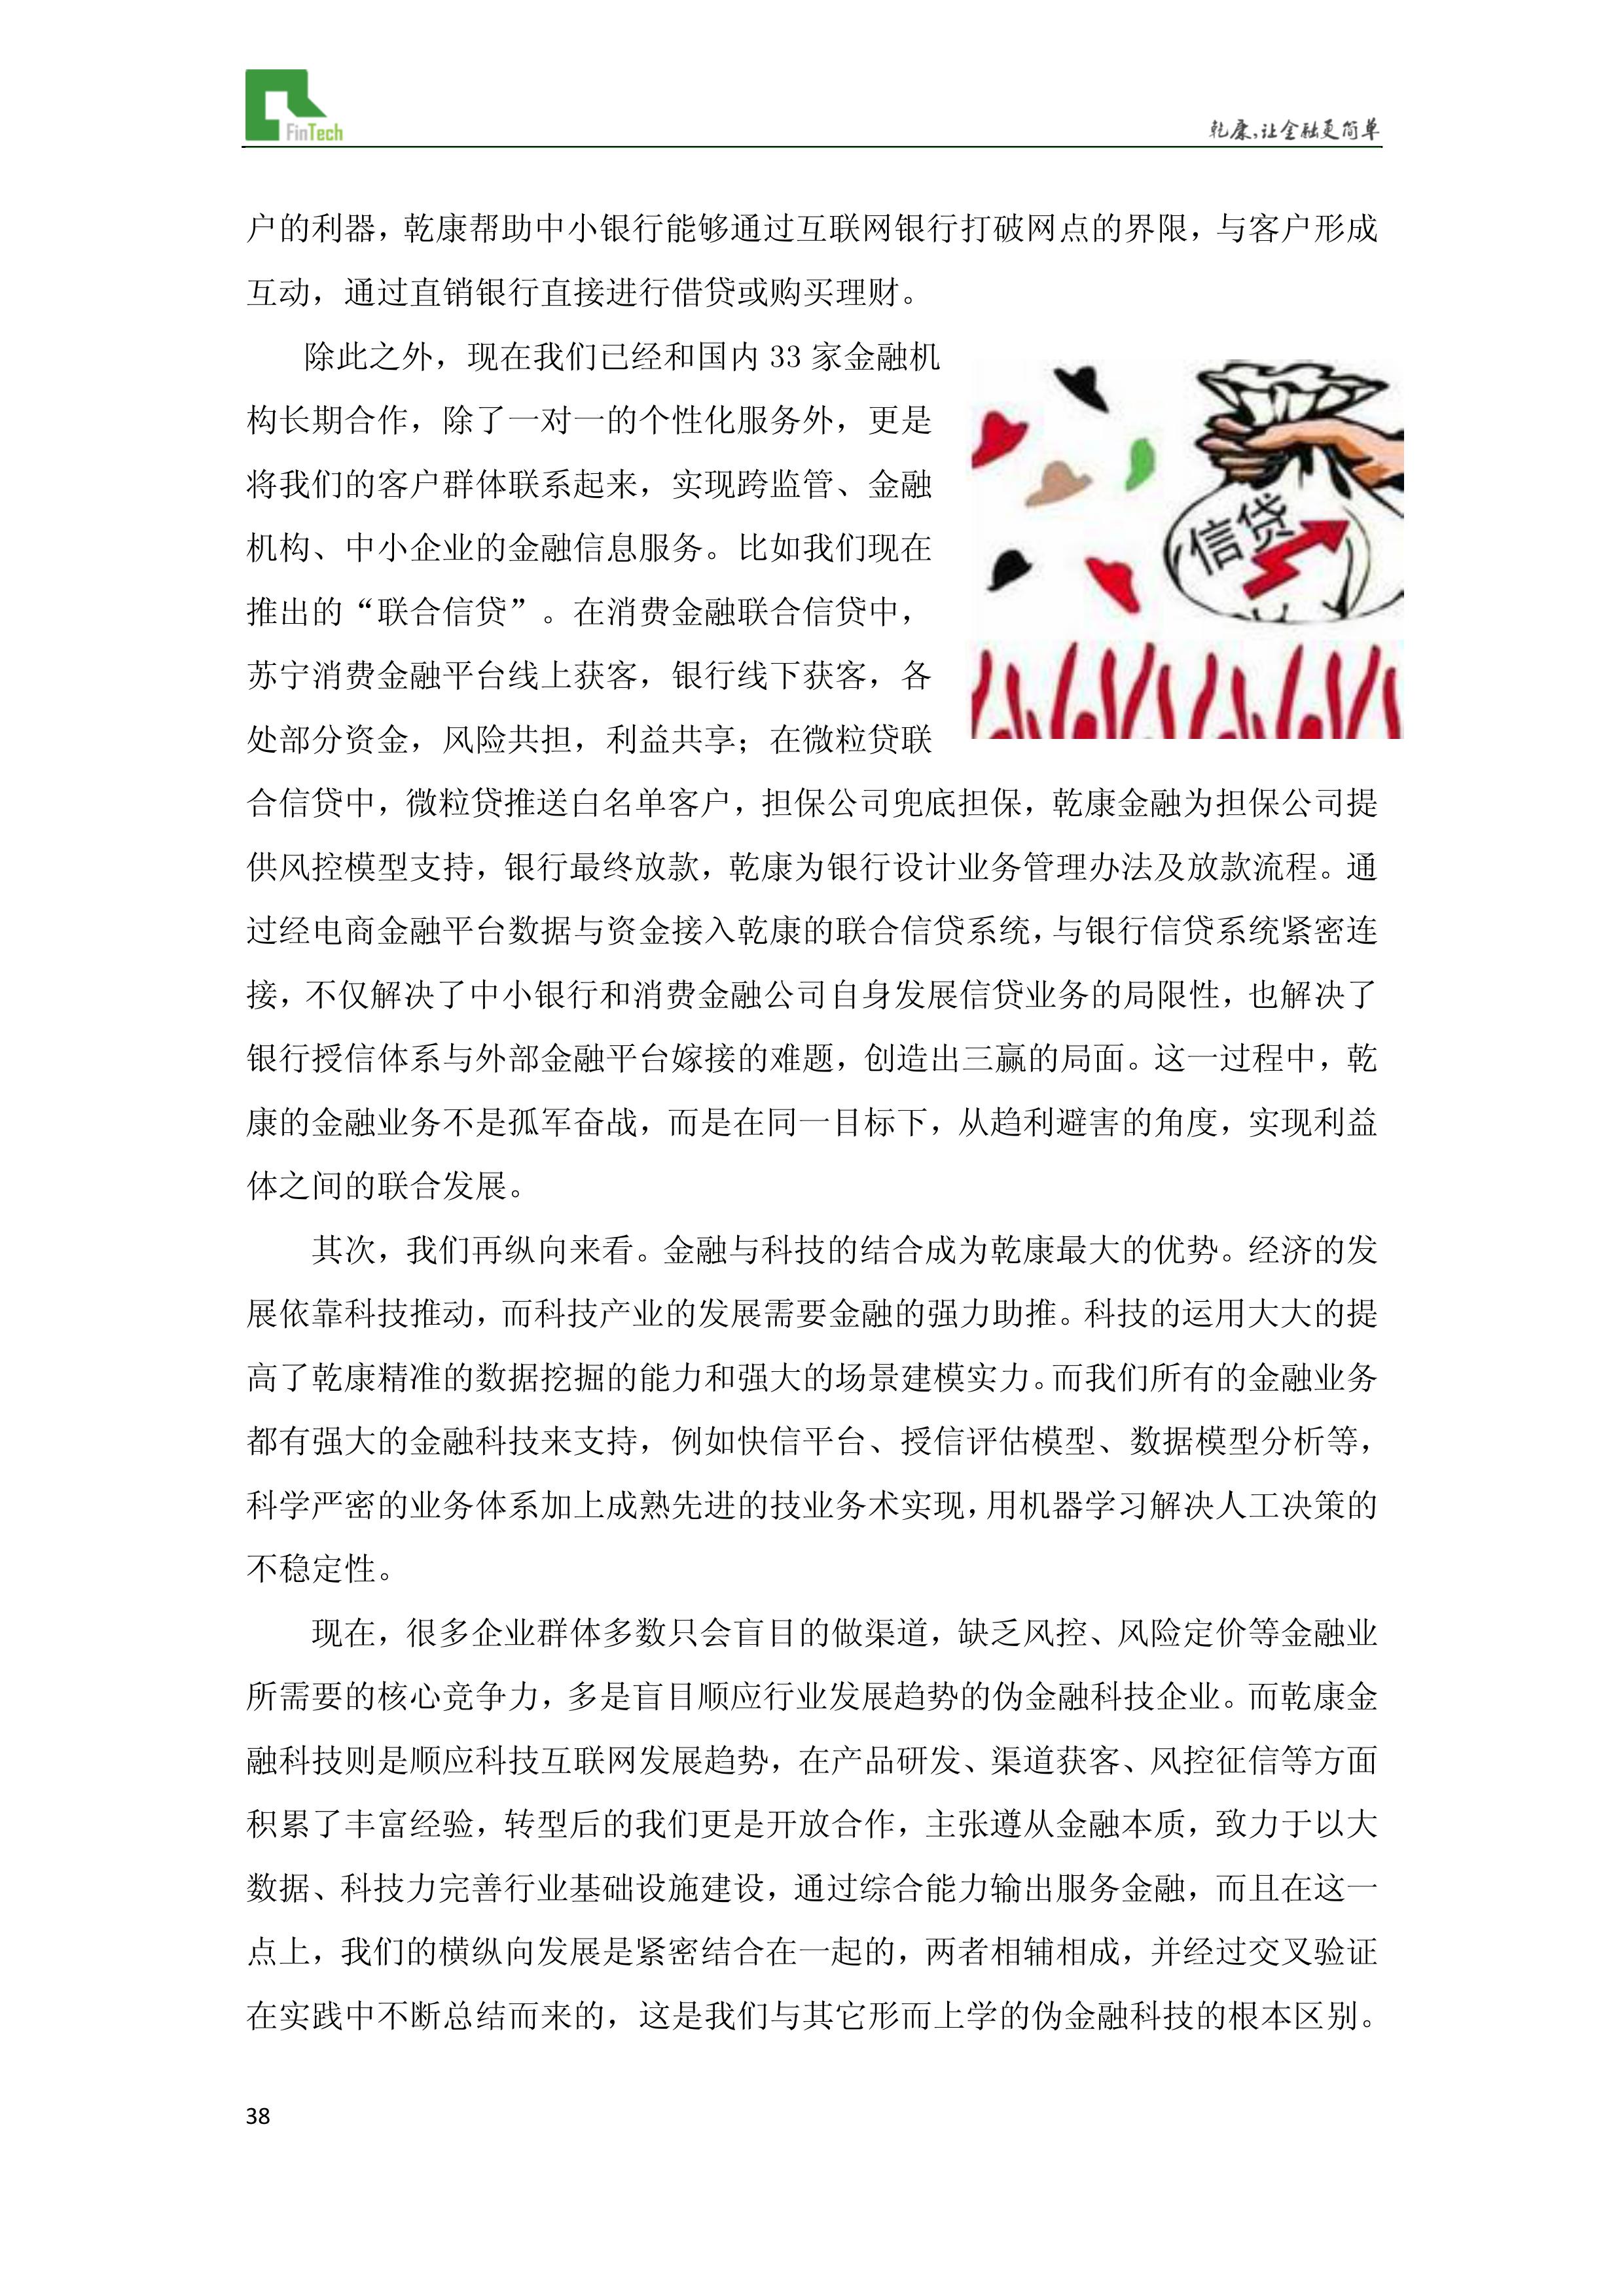 FinTech
乾康,让金融更简单
户的利器，乾康帮助中小银行能够通过互联网银行打破网点的界限，与客户形成
互动，通过直销银行直接进行借贷或购买理财。
除此之外，现在我们已经和国内 33 家金融机
构长期合作，除了一对一的个性化服务外，更是
将我们的客户群体联系起来，实现跨监管、金融
机构、中小企业的金融信息服务。比如我们现在
推出的“联合信贷”。在消费金融联合信贷中，
苏宁消费金融平台线上获客，银行线下获客，各
处部分资金，风险共担，利益共享；在微粒贷联
信贷
合信贷中，微粒贷推送白名单客户，担保公司兜底担保，乾康金融为担保公司提
供风控模型支持，银行最终放款，乾康为银行设计业务管理办法及放款流程。通
过经电商金融平台数据与资金接入乾康的联合信贷系统，与银行信贷系统紧密连
接，不仅解决了中小银行和消费金融公司自身发展信贷业务的局限性，也解决了
银行授信体系与外部金融平台嫁接的难题，创造出三赢的局面。这一过程中，乾
康的金融业务不是孤军奋战，而是在同一目标下，从趋利避害的角度，实现利益
体之间的联合发展。
其次，我们再纵向来看。金融与科技的结合成为乾康最大的优势。经济的发
展依靠科技推动，而科技产业的发展需要金融的强力助推。科技的运用大大的提
高了乾康精准的数据挖掘的能力和强大的场景建模实力。而我们所有的金融业务
都有强大的金融科技来支持，例如快信平台、授信评估模型、数据模型分析等，
科学严密的业务体系加上成熟先进的技业务术实现，用机器学习解决人工决策的
不稳定性。
现在，很多企业群体多数只会盲目的做渠道，缺乏风控、风险定价等金融业
所需要的核心竞争力，多是盲目顺应行业发展趋势的伪金融科技企业。而乾康金
融科技则是顺应科技互联网发展趋势，在产品研发、渠道获客、风控征信等方面
积累了丰富经验，转型后的我们更是开放合作，主张遵从金融本质，致力于以大
数据、科技力完善行业基础设施建设，通过综合能力输出服务金融，而且在这一
点上，我们的横纵向发展是紧密结合在一起的，两者相辅相成，并经过交叉验证
在实践中不断总结而来的，这是我们与其它形而上学的伪金融科技的根本区别。
38